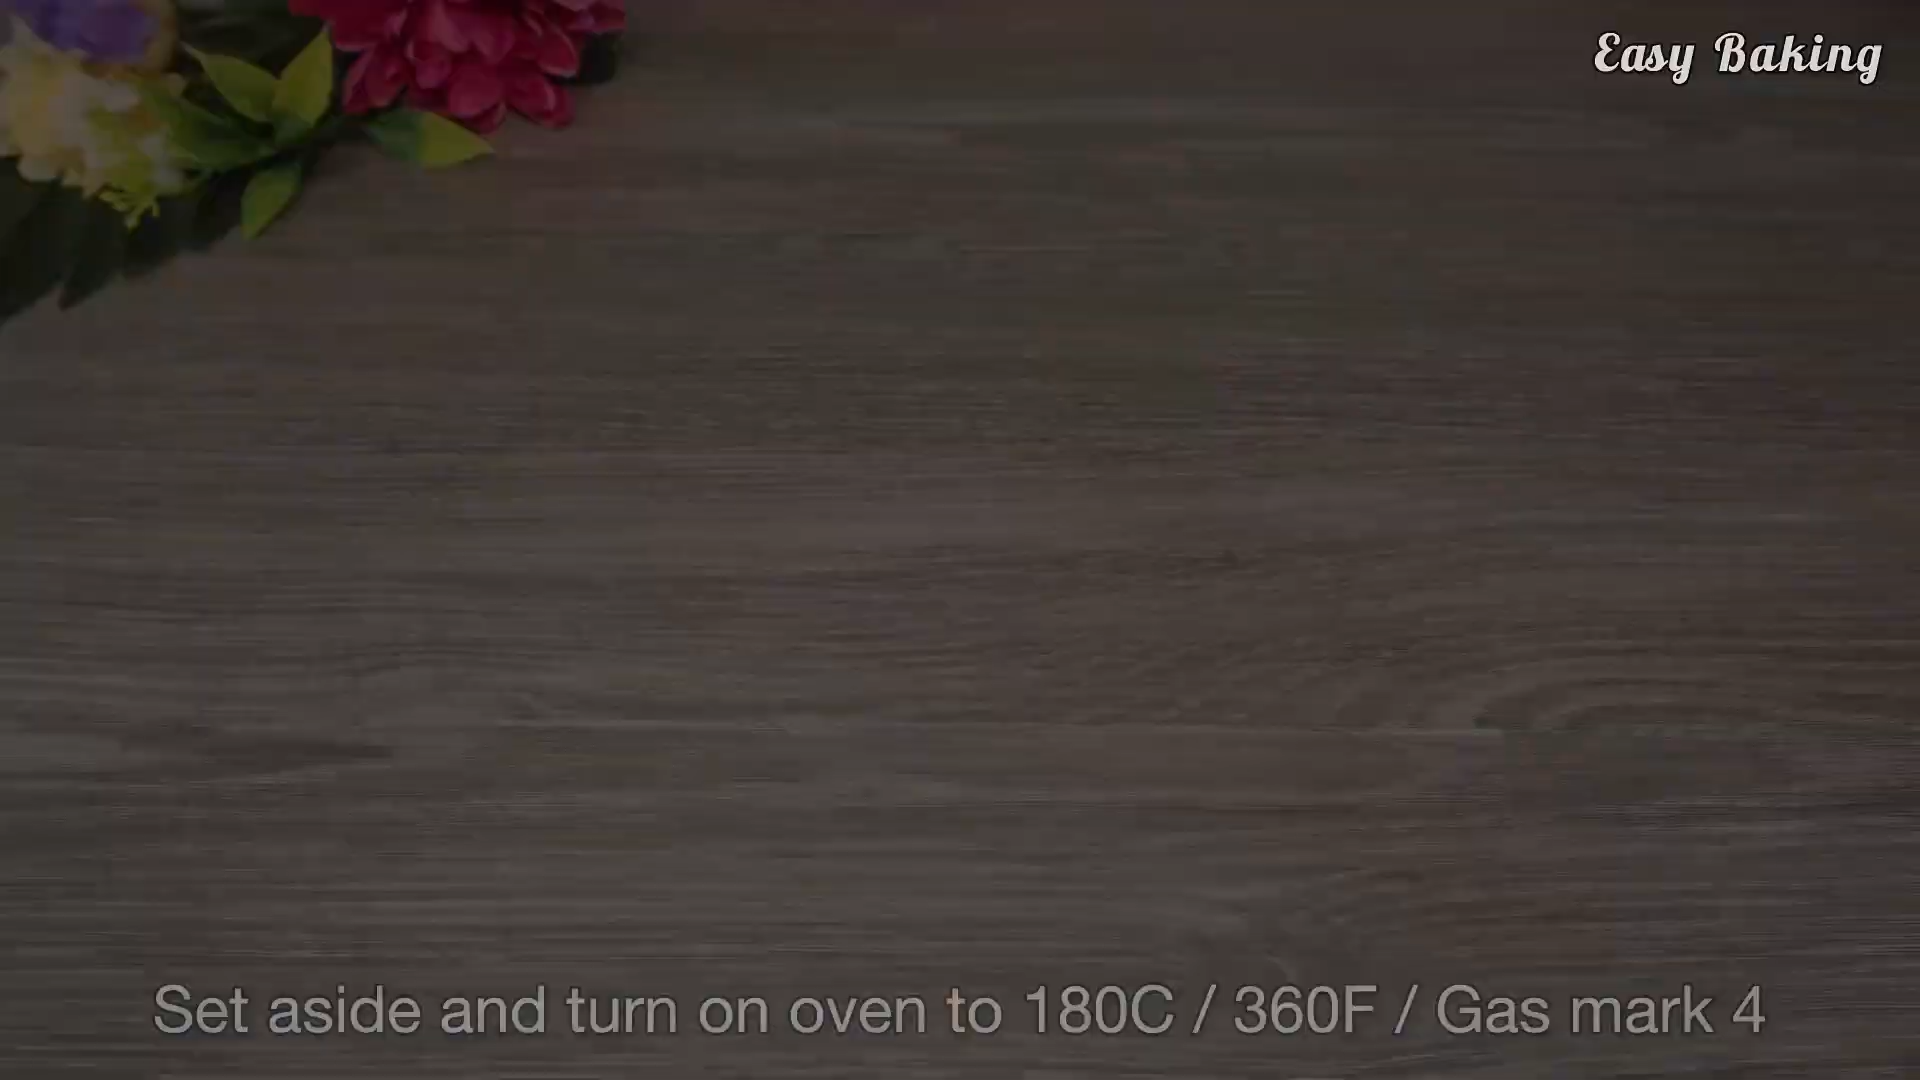 Easy Baking
Set aside and turn on oven to 180C / 360F / Gas mark 4